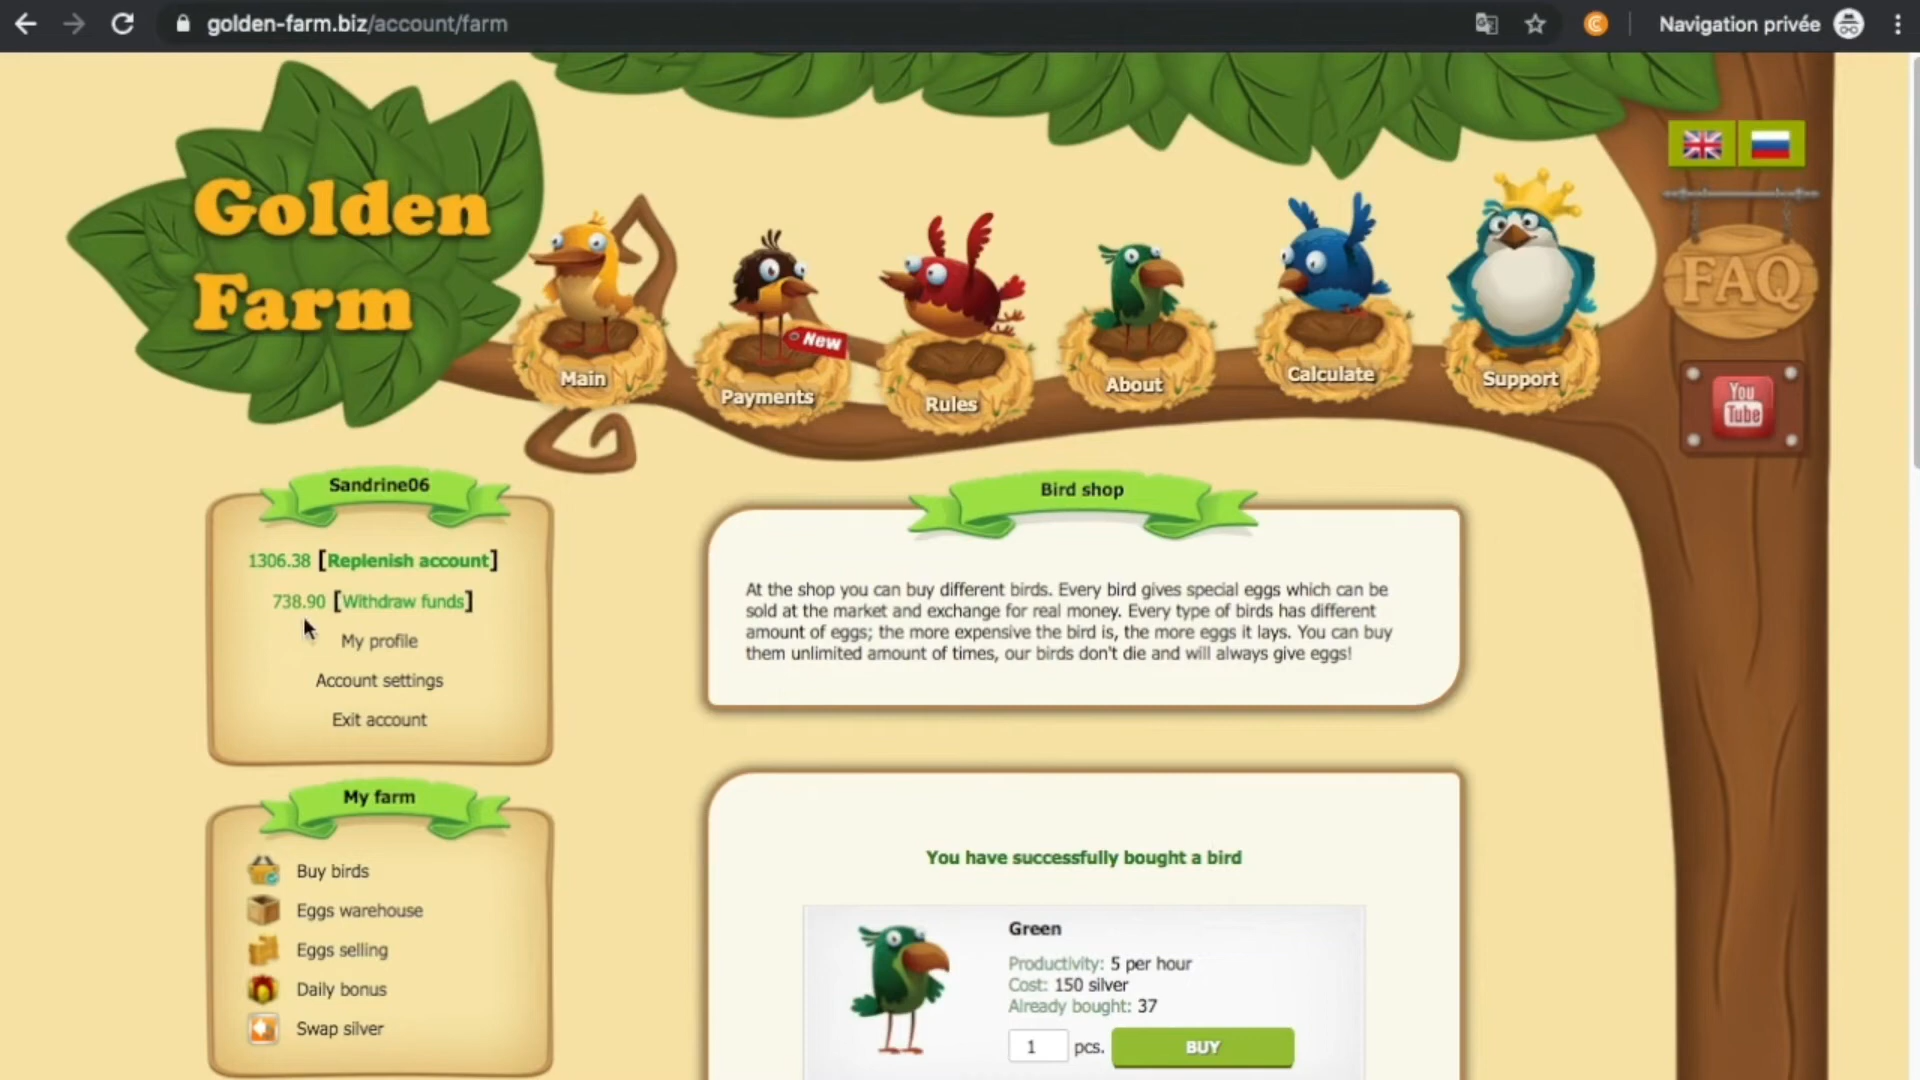 golden-farm.biz/account/farm
Navigation privée
Golden
Farm
Main
Payments
New
Rules
About
Calculate
Support
FAQ
You
Tube
Sandrine06
1306.38 [Replenish account]
738.90 [Withdraw funds]
My profile
Account settings
Exit account
Bird shop
At the shop you can buy different birds. Every bird gives special eggs which can be
sold at the market and exchange for real money. Every type of birds has different
amount of eggs; the more expensive the bird is, the more eggs it lays. You can buy
them unlimited amount of times, our birds don't die and will always give eggs!
My farm
Buy birds
Eggs warehouse
Eggs selling
Daily bonus
Swap silver
You have successfully bought a bird
Green
Productivity: 5 per hour
Cost: 150 silver
Already bought: 37
1 pcs. BUY